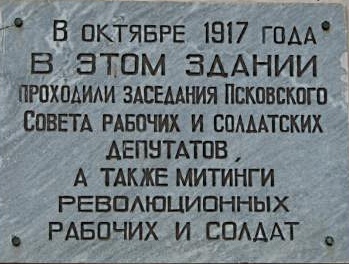 В ОКТЯБРЕ 1917 ГОДА
В ЭТОМ ЗДАНИИ
ПРОХОДИЛИ ЗАСЕДАНИЯ ПСКОВСКОГО
СОВЕТА РАБОЧИХ И СОЛДАТСКИХ
ДЕПУТАТОВ,
А ТАКЖЕ МИТИНГИ
РЕВОЛЮЦИОННЫХ
РАБОЧИХ И СОЛДАТ